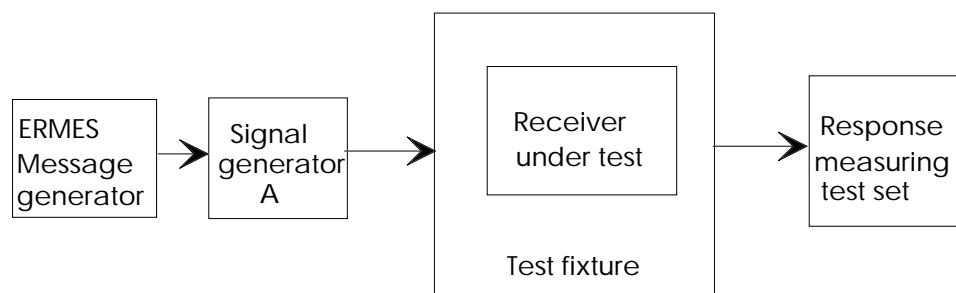 ERMES
Message
generator
Signal
generator
A
Receiver
under test
Test fixture
Response
measuring
test set